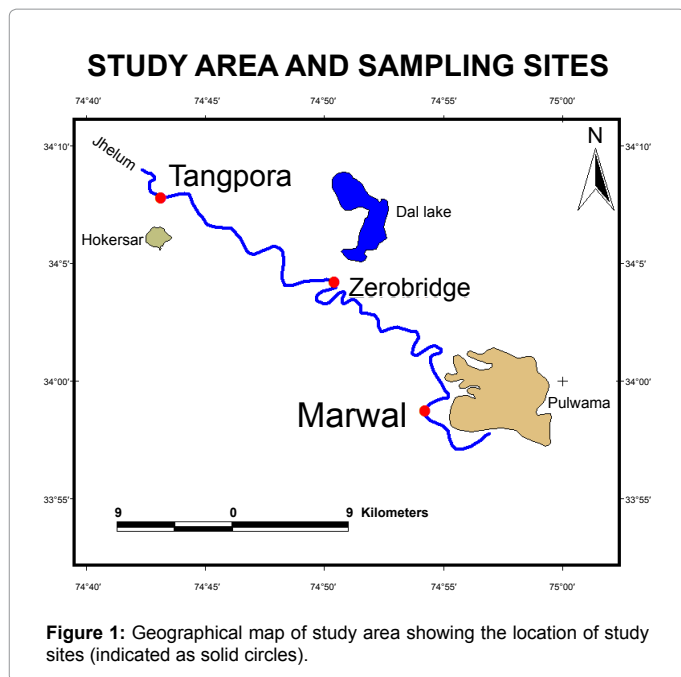 STUDY AREA AND SAMPLING SITES
74°40′ 74°45′ 74°50′ 74°55′ 75°00′
34°10′ 34°10′
N
Jhelum
Tangpora
Dal lake
Hokersar
34°5′ 34°5′
Zerobridge
34°00′ 34°00′
Pulwama
Marwal
33°55′ 33°55′
9 0 9 Kilometers
74°40′ 74°45′ 74°50′ 74°55′ 75°00′
Figure 1: Geographical map of study area showing the location of study
sites (indicated as solid circles).